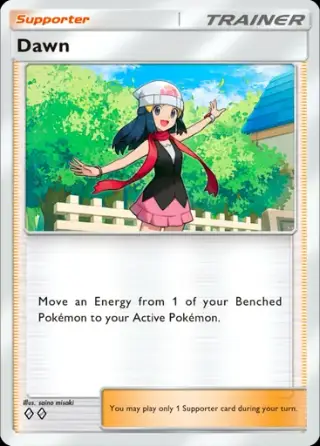 Supporter
TRAINER
Dawn
Move an Energy from 1 of your Benched
Pokémon to your Active Pokémon.
Illus. saino misaki
You may play only 1 Supporter card during your turn.